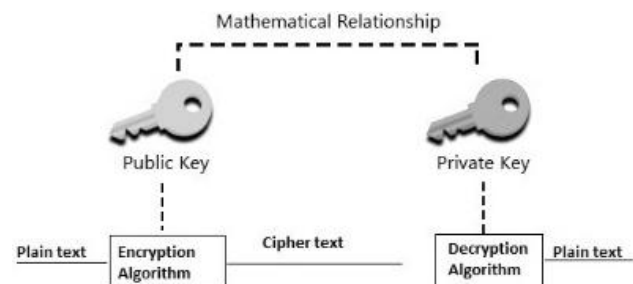 Mathematical Relationship
Public Key
Private Key
Plain text
Encryption
Algorithm
Cipher text
Decryption
Algorithm
Plain text